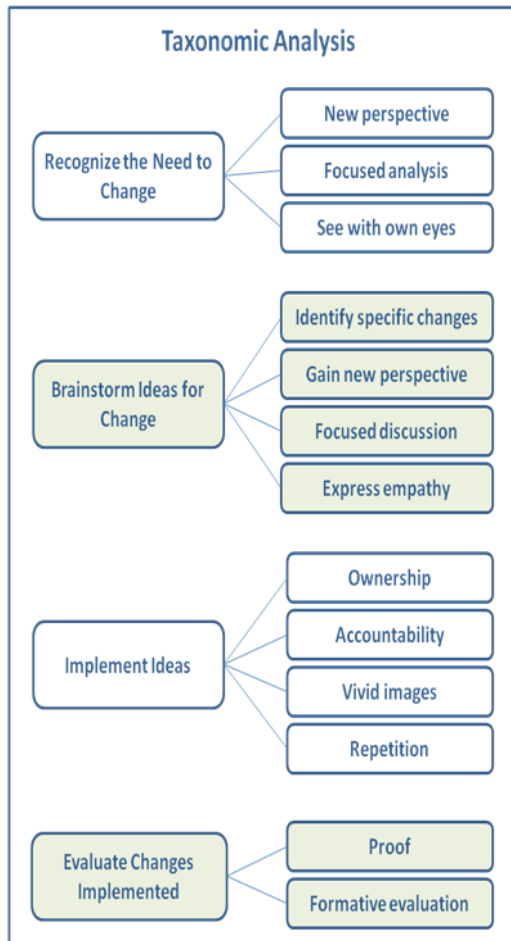 Taxonomic Analysis
Recognize the Need to
Change
New perspective
Focused analysis
See with own eyes
Brainstorm Ideas for
Change
Identify specific changes
Gain new perspective
Focused discussion
Express empathy
Implement Ideas
Ownership
Accountability
Vivid images
Repetition
Evaluate Changes
Implemented
Proof
Formative evaluation